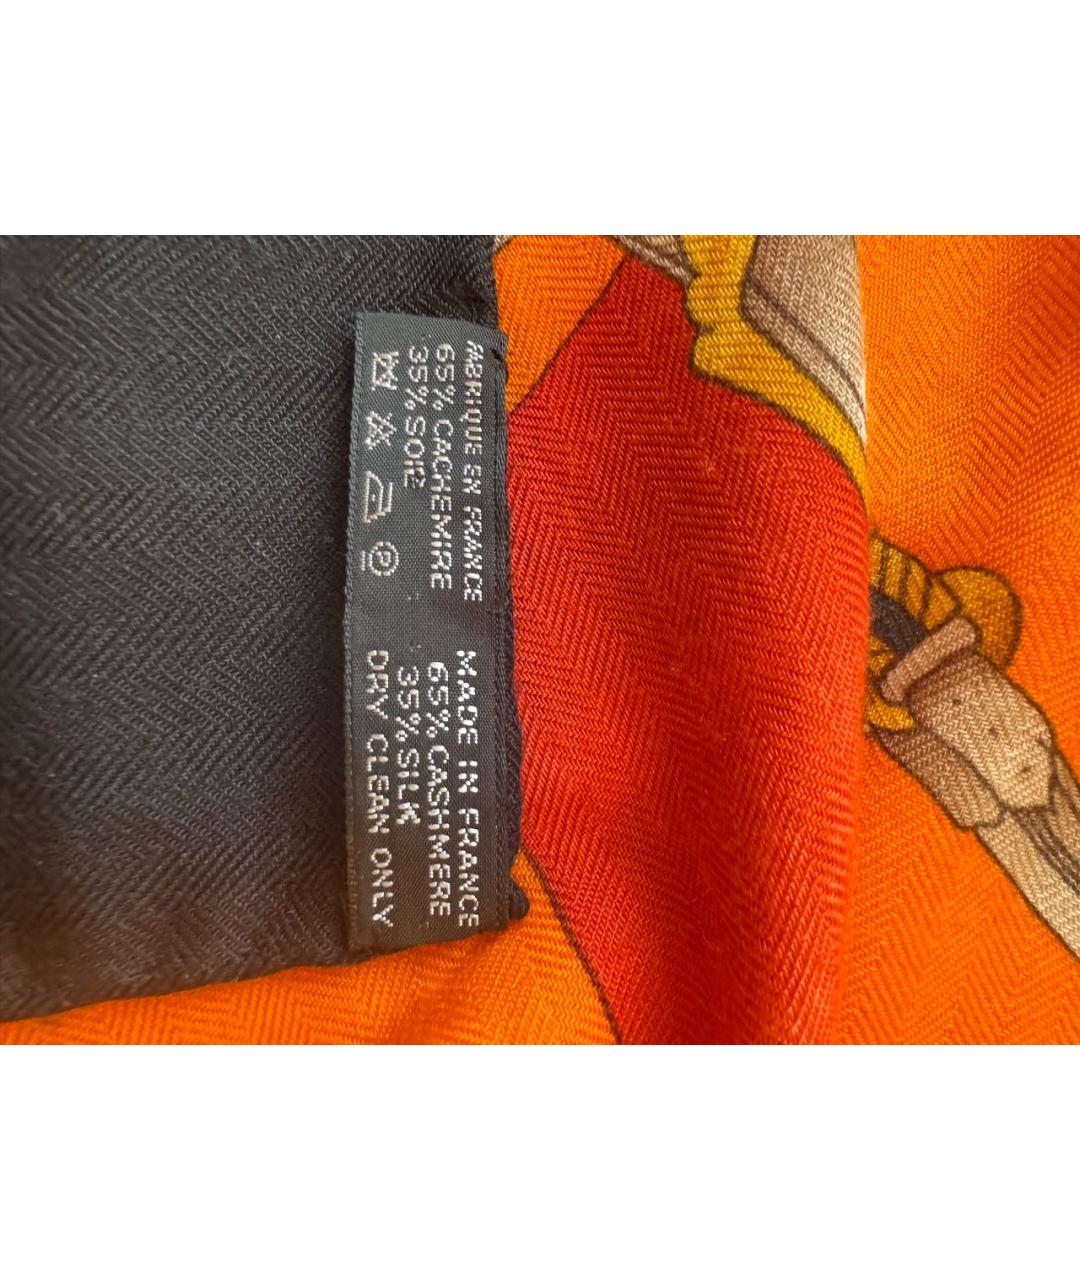 FABRIQUE EN FRANCE
65% CACHEMIRE
35% SOIE
MADE IN FRANCE
65% CASHMERE
35% SILK
DRY CLEAN ONLY